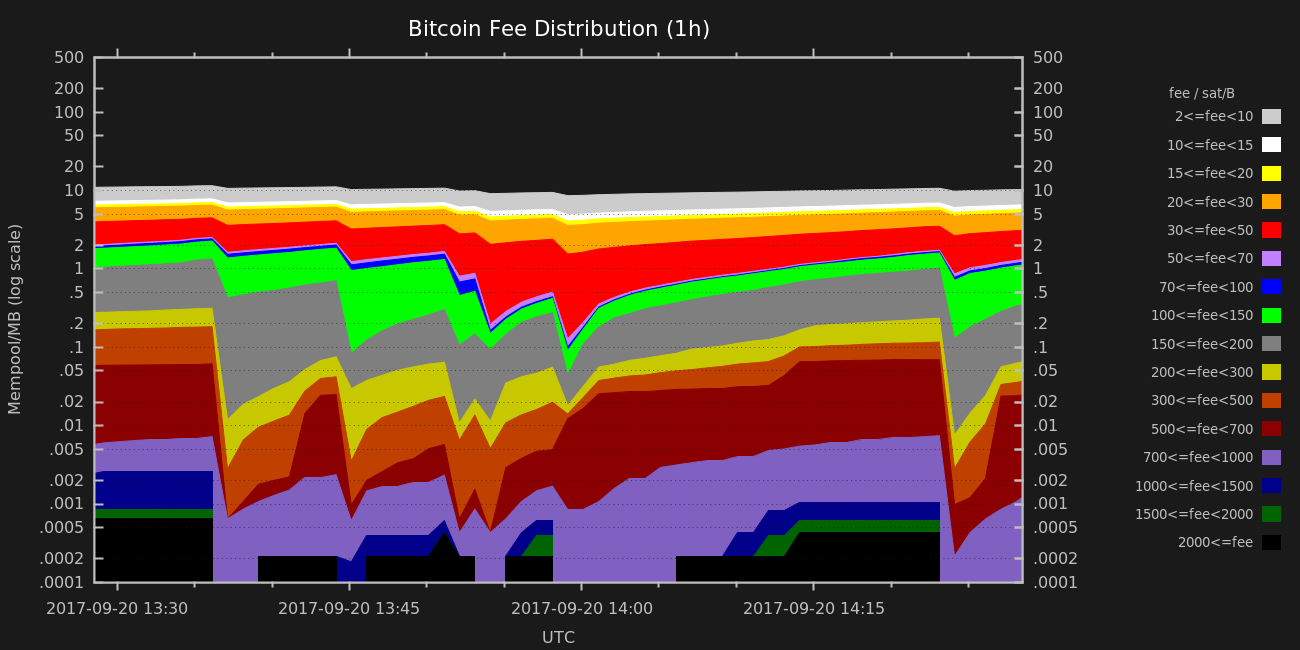 Bitcoin Fee Distribution (1h)
500 500
200 200
100 100
50 50
20 20
10 10
5 5
2 2
1 1
.5 .5
.2 .2
.1 .1
.05 .05
.02 .02
.01 .01
.005 .005
.002 .002
.001 .001
.0005 .0005
.0002 .0002
.0001 .0001
Mempool/MB (log scale)
2017-09-20 13:30 2017-09-20 13:45 2017-09-20 14:00 2017-09-20 14:15
UTC
fee / sat/B
2<=fee<10
10<=fee<15
15<=fee<20
20<=fee<30
30<=fee<50
50<=fee<70
70<=fee<100
100<=fee<150
150<=fee<200
200<=fee<300
300<=fee<500
500<=fee<700
700<=fee<1000
1000<=fee<1500
1500<=fee<2000
2000<=fee